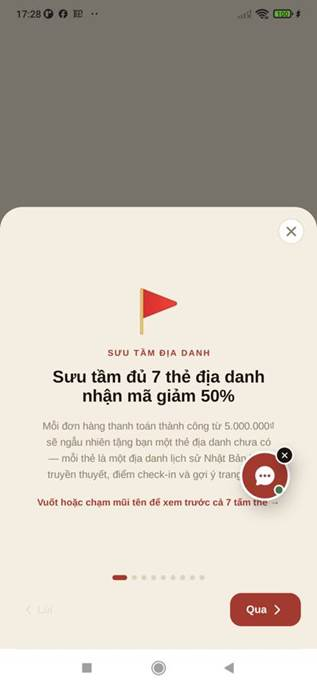 17:28
100
SƯU TẦM ĐỊA DANH
Sưu tầm đủ 7 thẻ địa danh
nhận mã giảm 50%
Mỗi đơn hàng thanh toán thành công từ 5.000.000₫
sẽ ngẫu nhiên tặng bạn một thẻ địa danh chưa có
— mỗi thẻ là một địa danh lịch sử Nhật Bản
truyền thuyết, điểm check-in và gợi ý trang
Vuốt hoặc chạm mũi tên để xem trước cả 7 tấm thẻ →
Lùi
Qua